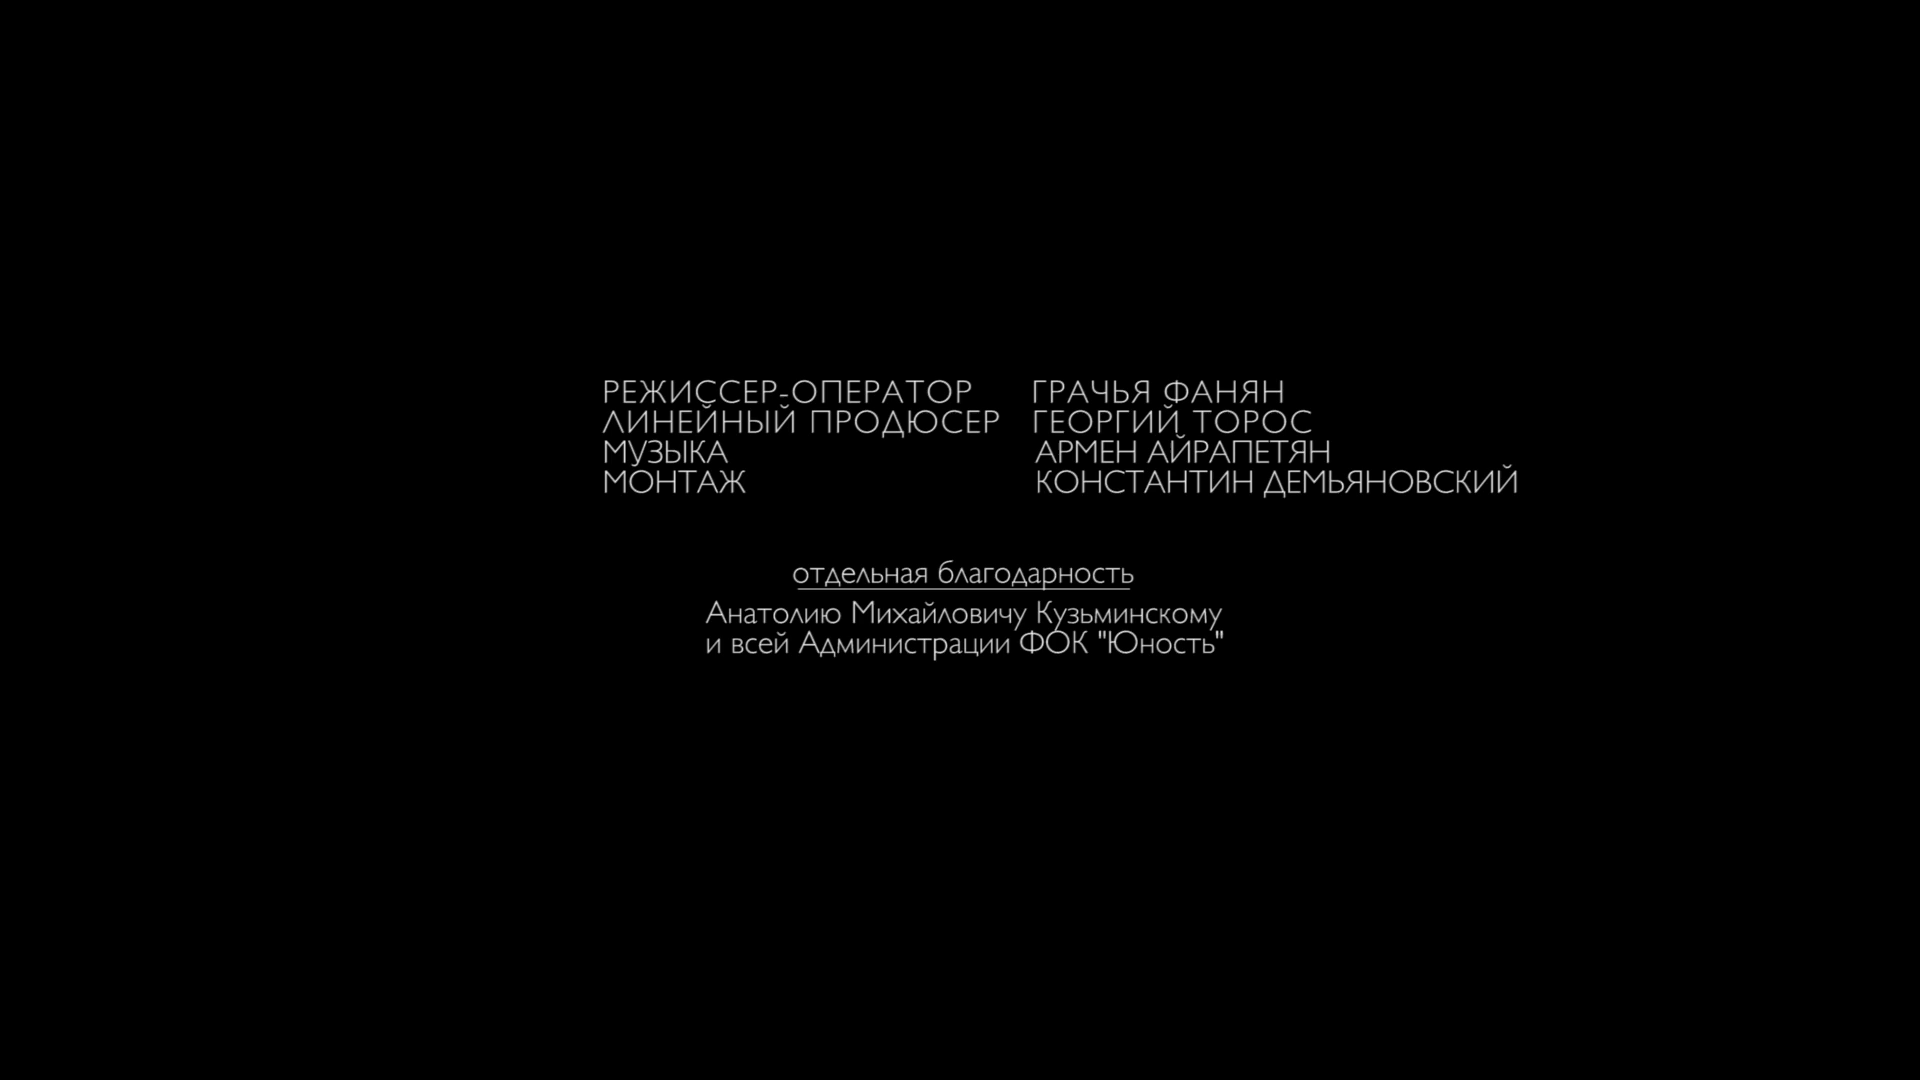 РЕЖИССЕР-ОПЕРАТОР ГРАЧЬЯ ФАНЯН
ЛИНЕЙНЫЙ ПРОДЮСЕР ГЕОРГИЙ ТОРОС
МУЗЫКА АРМЕН АЙРАПЕТЯН
МОНТАЖ КОНСТАНТИН ДЕМЬЯНОВСКИЙ
отдельная благодарность
Анатолию Михайловичу Кузьминскому
и всей Администрации ФОК "Юность"